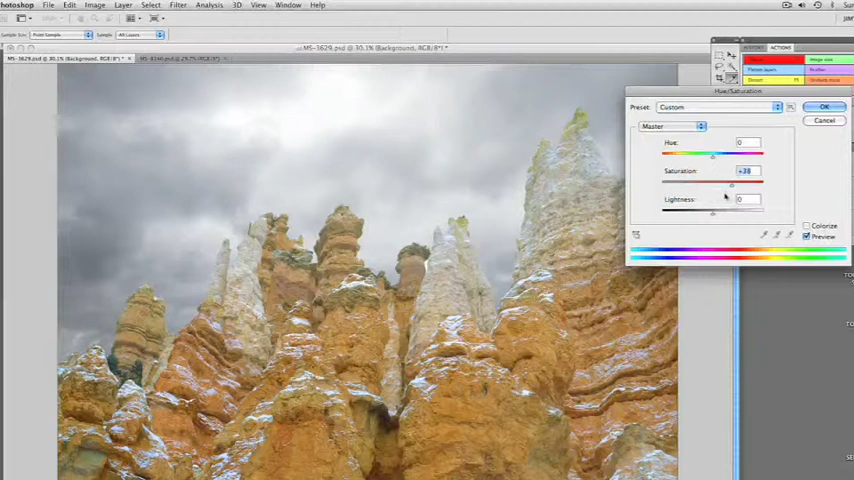 Photoshop File Edit Image Layer Select Filter Analysis 3D View Window Help
Point Sample All Layers
MS-3629.psd @ 30.1% (Background, RGB/8*) *
MS-3629.psd @ 30.1% (Background, RGB/8*) *
HISTORY ACTIONS
Image size
Hue/Saturation
Preset: Custom OK
Cancel
Master
Hue: 0
Saturation: +38
Lightness: 0
Colorize
Preview